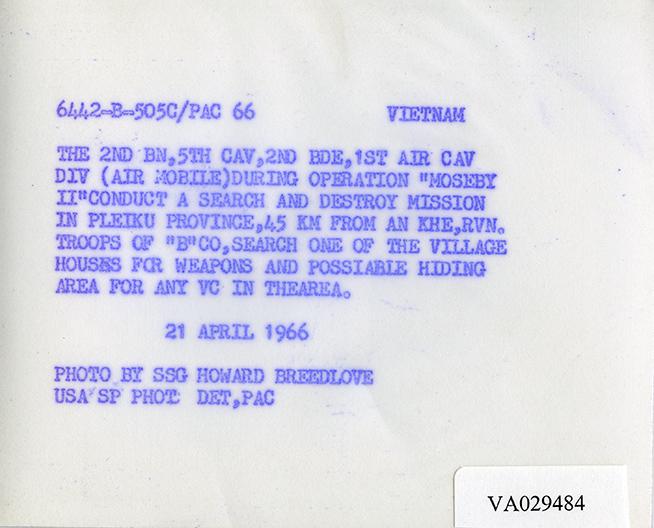 6442-B-505C/PAC 66 VIETNAM
THE 2ND BN,5TH CAV,2ND BDE,1ST AIR CAV
DIV (AIR MOBILE)DURING OPERATION "MOSEBY
II"CONDUCT A SEARCH AND DESTROY MISSION
IN PLEIKU PROVINCE,45 KM FROM AN KHE,RVN.
TROOPS OF "B"CO,SEARCH ONE OF THE VILLAGE
HOUSES FOR WEAPONS AND POSSIABLE HIDING
AREA FOR ANY VC IN THEAREA.
21 APRIL 1966
PHOTO BY SSG HOWARD BREEDLOVE
USA SP PHOT DET,PAC
VA029484